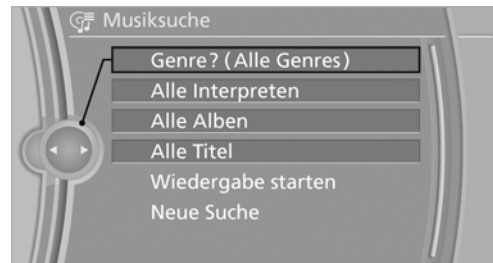 Musiksuche
Genre? (Alle Genres)
Alle Interpreten
Alle Alben
Alle Titel
Wiedergabe starten
Neue Suche